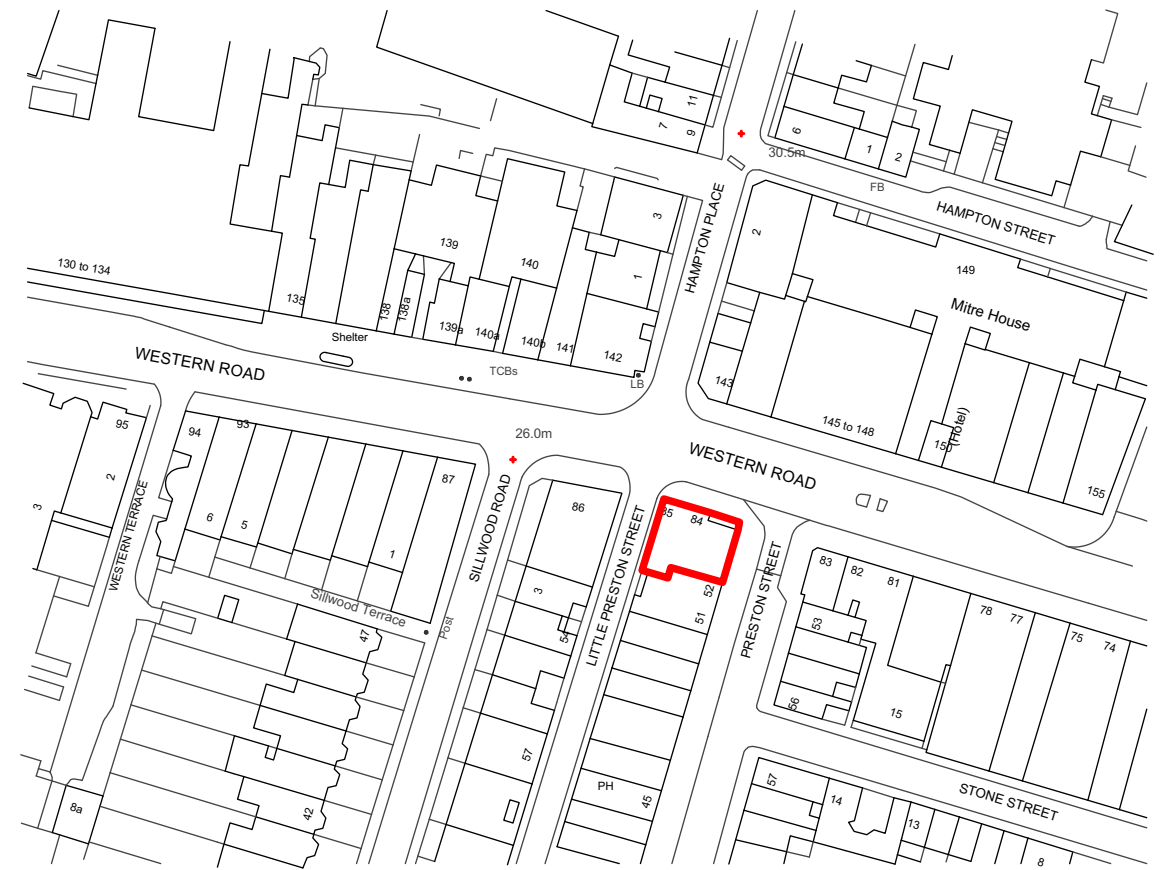 11
7
9
6
1
2
30.5m
FB
HAMPTON STREET
HAMPTON PLACE
3
2
139
140
1
149
Mitre House
130 to 134
135
138
138a
139a
140a
140b
141
142
Shelter
TCBs
LB
143
145 to 148
150
(Hotel)
155
WESTERN ROAD
WESTERN ROAD
26.0m
95
94
93
87
86
85
84
2
3
6
5
1
WESTERN TERRACE
SILLWOOD ROAD
LITTLE PRESTON STREET
PRESTON STREET
83
82
81
78
77
75
74
52
51
53
56
15
3
54
Sillwood Terrace
Post
47
57
PH
45
42
8a
57
14
13
8
STONE STREET